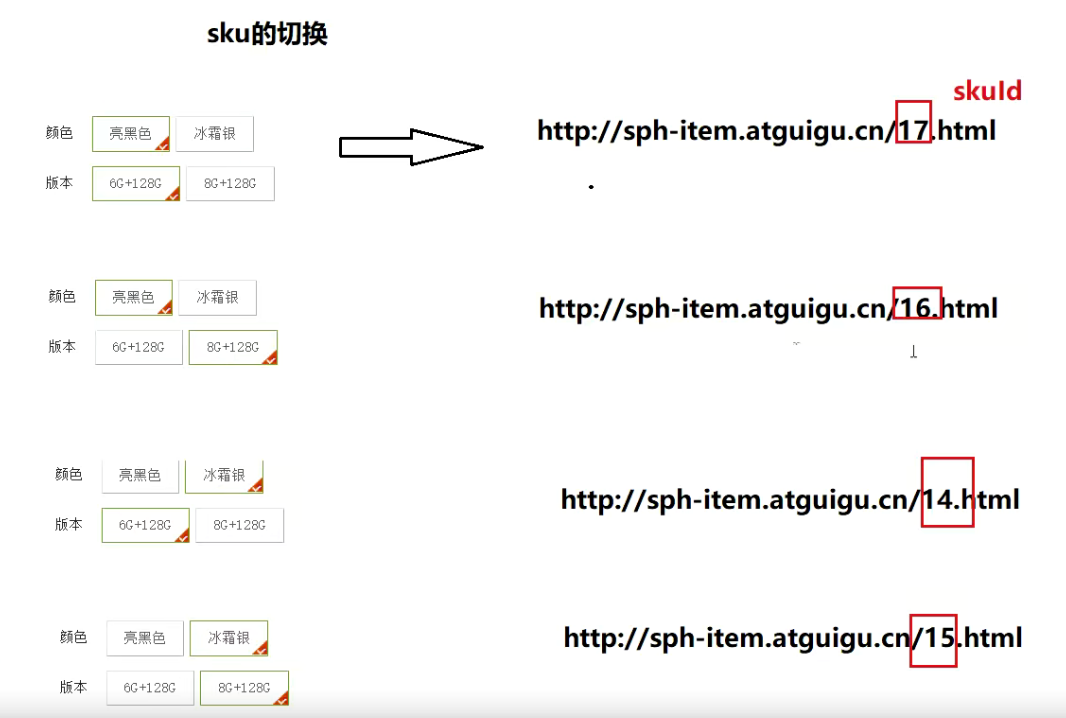 sku的切换
skuId
颜色 亮黑色 冰霜银
http://sph-item.atguigu.cn/17.html
版本 6G+128G 8G+128G
颜色 亮黑色 冰霜银
http://sph-item.atguigu.cn/16.html
版本 6G+128G 8G+128G
颜色 亮黑色 冰霜银
http://sph-item.atguigu.cn/14.html
版本 6G+128G 8G+128G
颜色 亮黑色 冰霜银
http://sph-item.atguigu.cn/15.html
版本 6G+128G 8G+128G